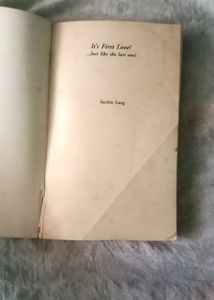 It's First Love!
...Just like the last one!
Sachin Garg